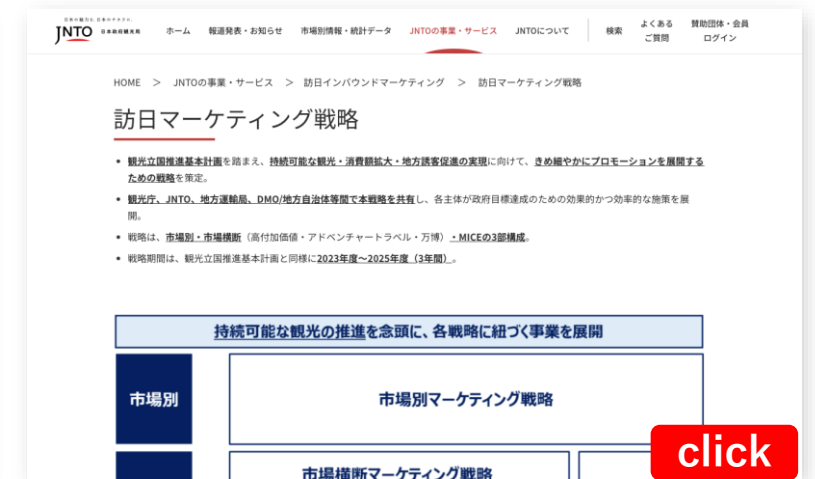 日本の魅力を、日本のチカラに。
JNTO 日本政府観光局
ホーム 報道発表・お知らせ 市場別情報・統計データ JNTOの事業・サービス JNTOについて 検索 よくある ご質問 賛助団体・会員 ログイン
HOME > JNTOの事業・サービス > 訪日インバウンドマーケティング > 訪日マーケティング戦略
訪日マーケティング戦略
• 観光立国推進基本計画を踏まえ、持続可能な観光・消費額拡大・地方誘客促進の実現に向けて、きめ細やかにプロモーションを展開する
ための戦略を策定。
• 観光庁、JNTO、地方運輸局、DMO/地方自治体等間で本戦略を共有し、各主体が政府目標達成のための効果的かつ効率的な施策を展
開。
• 戦略は、市場別・市場横断（高付加価値・アドベンチャートラベル・万博）・MICEの3部構成。
• 戦略期間は、観光立国推進基本計画と同様に2023年度～2025年度（3年間）。
持続可能な観光の推進を念頭に、各戦略に紐づく事業を展開
市場別
市場別マーケティング戦略
click
市場横断マーケティング戦略